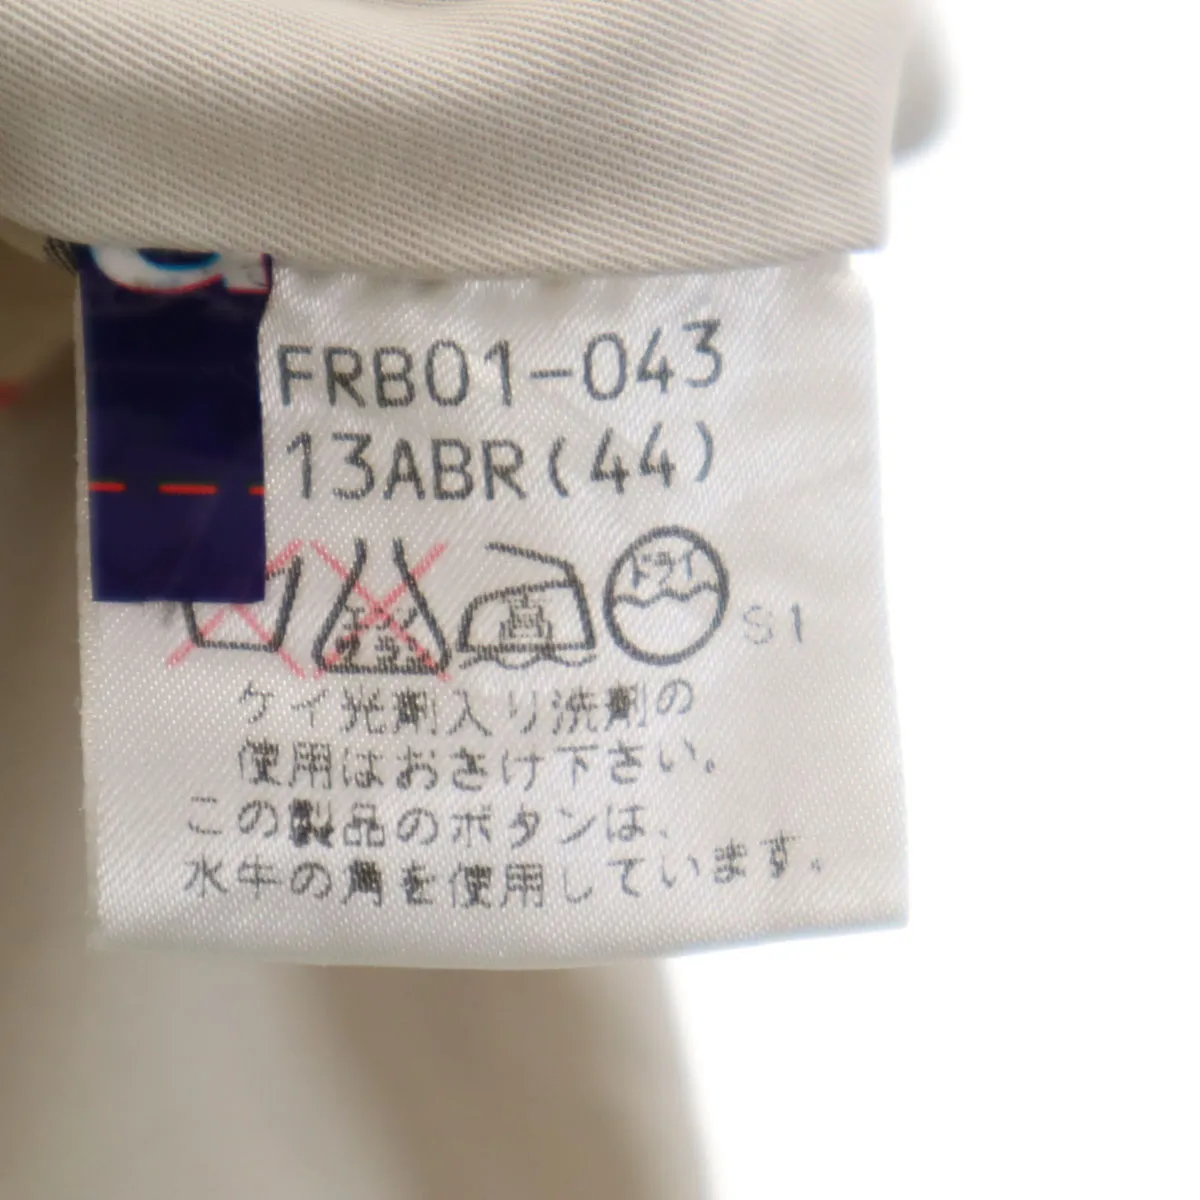 FRB01-043
13ABR(44)
高 ドライ S1
ケイ光剤入り洗剤の
使用はおさけ下さい。
この製品のボタンは、
水牛の角を使用しています。